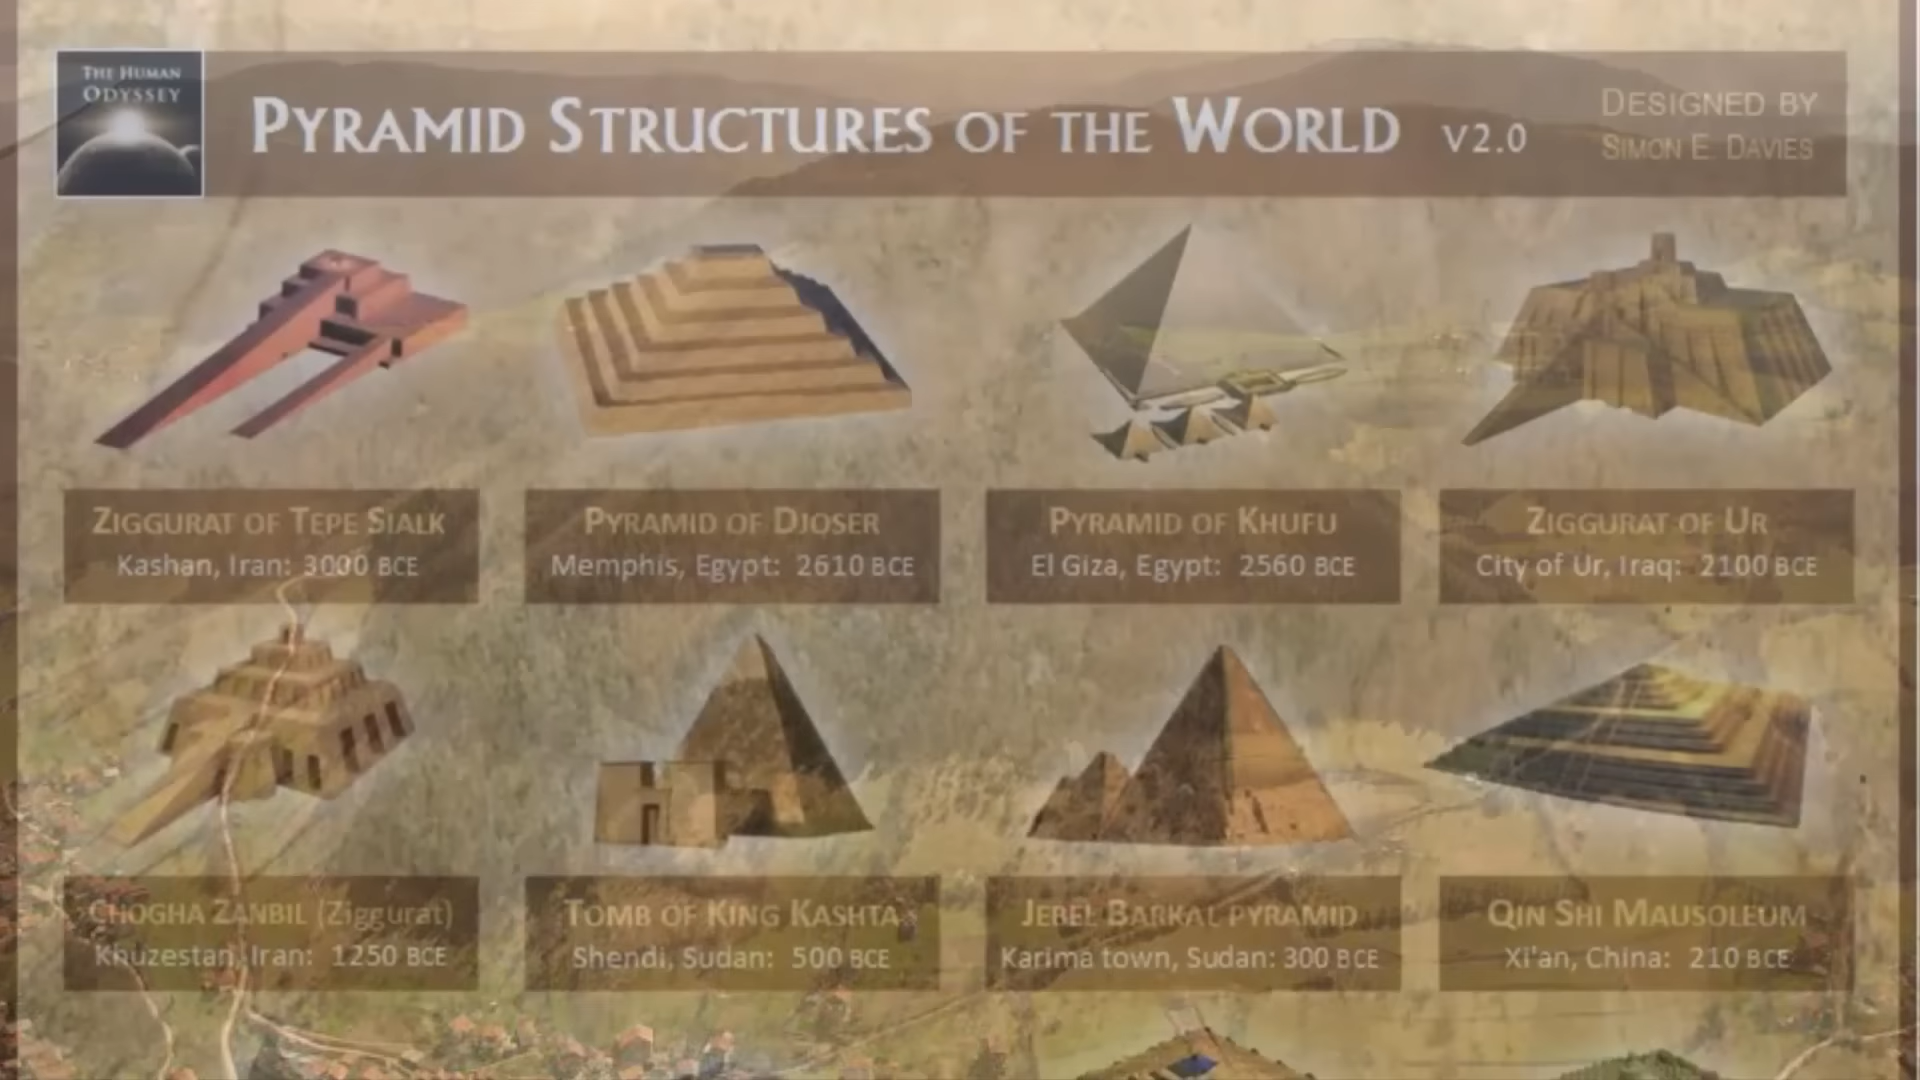 THE HUMAN
ODYSSEY
PYRAMID STRUCTURES OF THE WORLD V2.0
DESIGNED BY
SIMON E. DAVIES
ZIGGURAT OF TEPE SIALK
Kashan, Iran: 3000 BCE
PYRAMID OF DJOSER
Memphis, Egypt: 2610 BCE
PYRAMID OF KHUFU
El Giza, Egypt: 2560 BCE
ZIGGURAT OF UR
City of Ur, Iraq: 2100 BCE
CHOGHA ZANBIL (Ziggurat)
Khuzestan, Iran: 1250 BCE
TOMB OF KING KASHTA
Shendi, Sudan: 500 BCE
JEBEL BARKAL PYRAMID
Karima town, Sudan: 300 BCE
QIN SHI MAUSOLEUM
Xi'an, China: 210 BCE